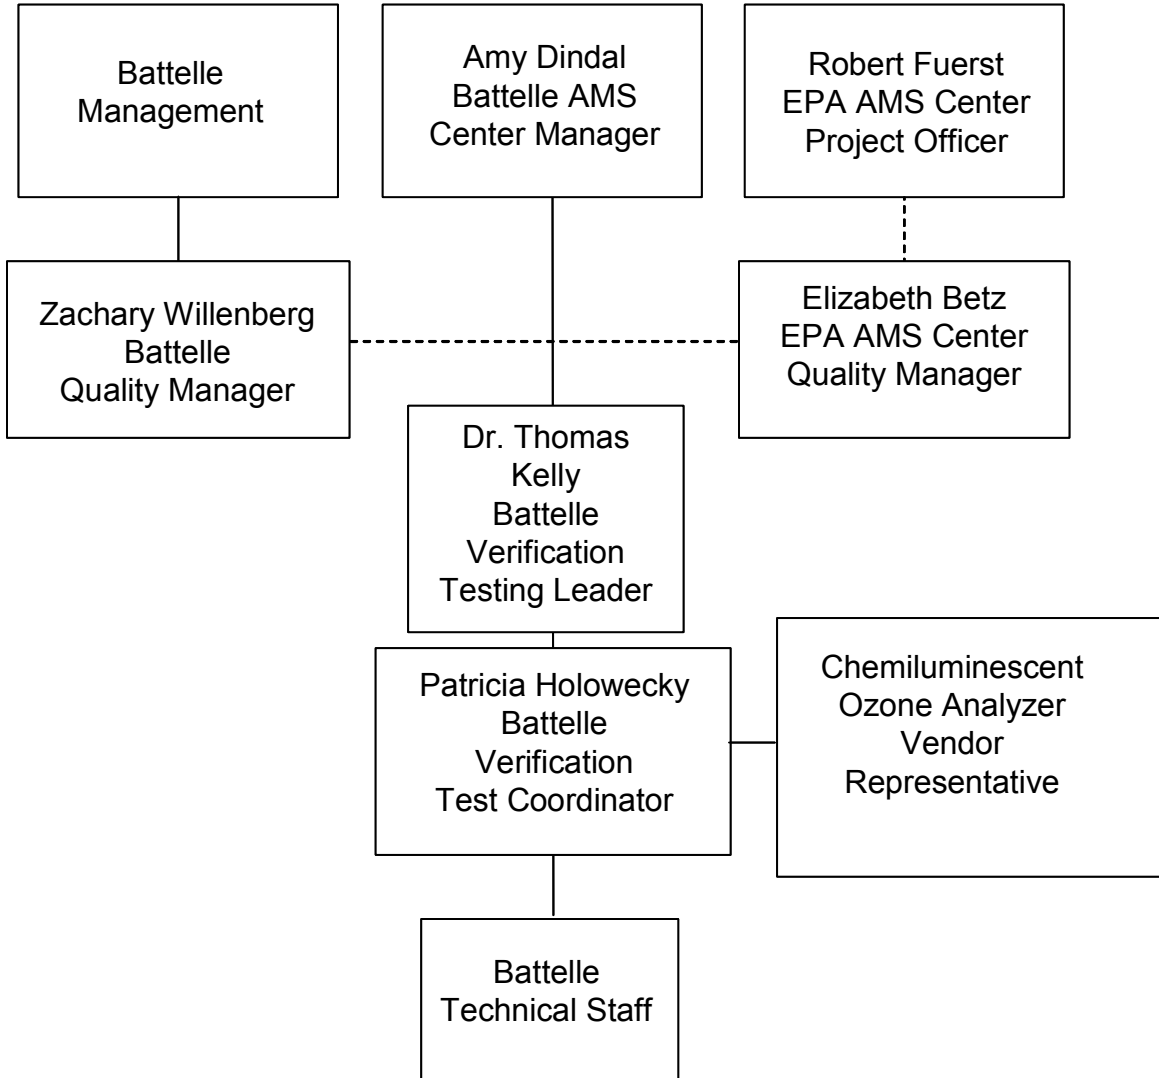 Battelle
Management
Amy Dindal
Battelle AMS
Center Manager
Robert Fuerst
EPA AMS Center
Project Officer
Zachary Willenberg
Battelle
Quality Manager
Elizabeth Betz
EPA AMS Center
Quality Manager
Dr. Thomas
Kelly
Battelle
Verification
Testing Leader
Patricia Holowecky
Battelle
Verification
Test Coordinator
Chemiluminescent
Ozone Analyzer
Vendor
Representative
Battelle
Technical Staff